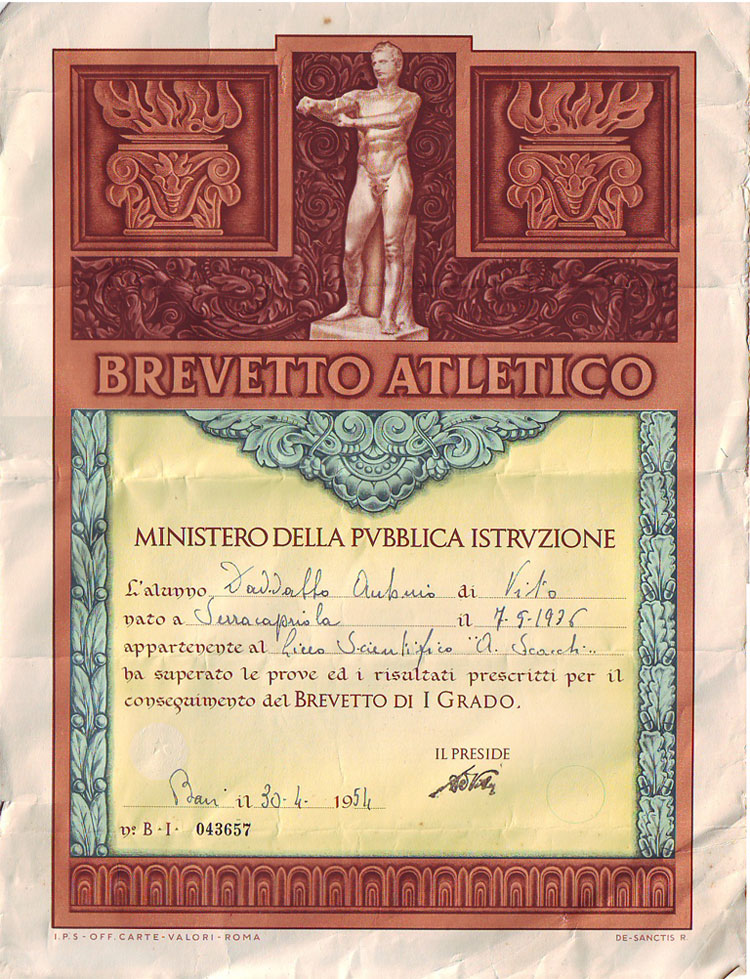 BREVETTO ATLETICO
MINISTERO DELLA PVBBLICA ISTRVZIONE
L'alunno Daddatto Antonio di Vito
nato a Serracapriola il 7-9-1936
appartenente al Liceo Scientifico "A. Scacchi"
ha superato le prove ed i risultati prescritti per il
conseguimento del BREVETTO DI I GRADO.
IL PRESIDE
Bari il 30-4-1954
nº B·I· 043657
I.P.S - OFF. CARTE - VALORI - ROMA
DE-SANCTIS R.